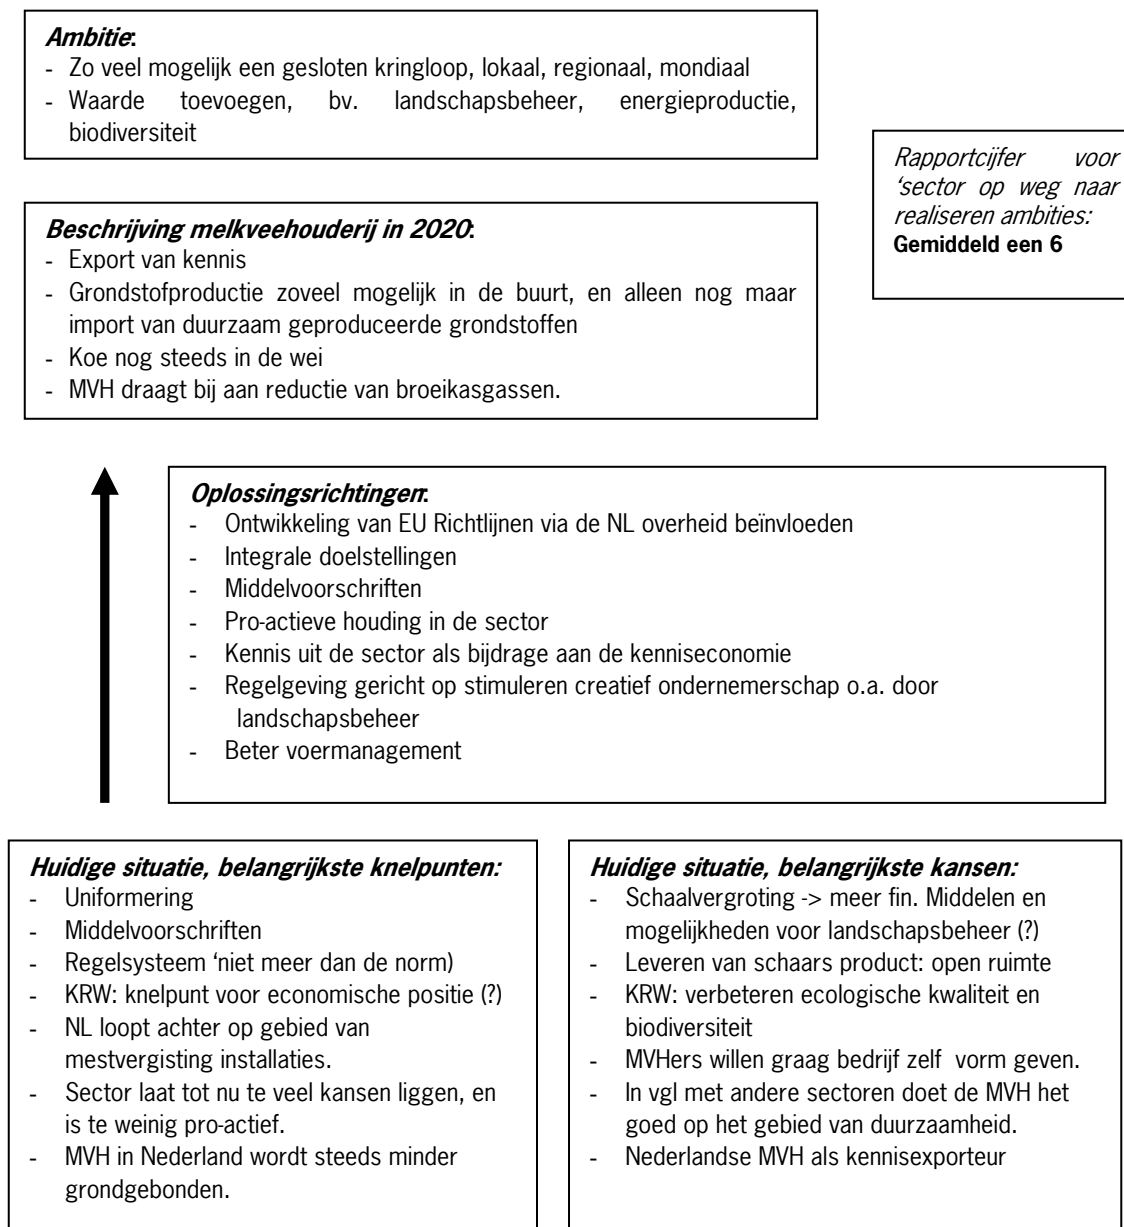 Ambitie:
- Zo veel mogelijk een gesloten kringloop, lokaal, regionaal, mondiaal
- Waarde toevoegen, bv. landschapsbeheer, energieproductie,
biodiversiteit
Rapportcijfer voor
'sector op weg naar
realiseren ambities:
Gemiddeld een 6
Beschrijving melkveehouderij in 2020:
- Export van kennis
- Grondstofproductie zoveel mogelijk in de buurt, en alleen nog maar
import van duurzaam geproduceerde grondstoffen
- Koe nog steeds in de wei
- MVH draagt bij aan reductie van broeikasgassen.
Oplossingsrichtingen:
- Ontwikkeling van EU Richtlijnen via de NL overheid beïnvloeden
- Integrale doelstellingen
- Middelvoorschriften
- Pro-actieve houding in de sector
- Kennis uit de sector als bijdrage aan de kenniseconomie
- Regelgeving gericht op stimuleren creatief ondernemerschap o.a. door
landschapsbeheer
- Beter voermanagement
Huidige situatie, belangrijkste knelpunten:
- Uniformering
- Middelvoorschriften
- Regelsysteem 'niet meer dan de norm)
- KRW: knelpunt voor economische positie (?)
- NL loopt achter op gebied van
mestvergisting installaties.
- Sector laat tot nu te veel kansen liggen, en
is te weinig pro-actief.
- MVH in Nederland wordt steeds minder
grondgebonden.
Huidige situatie, belangrijkste kansen:
- Schaalvergroting -> meer fin. Middelen en
mogelijkheden voor landschapsbeheer (?)
- Leveren van schaars product: open ruimte
- KRW: verbeteren ecologische kwaliteit en
biodiversiteit
- MVHers willen graag bedrijf zelf vorm geven.
- In vgl met andere sectoren doet de MVH het
goed op het gebied van duurzaamheid.
- Nederlandse MVH als kennisexporteur